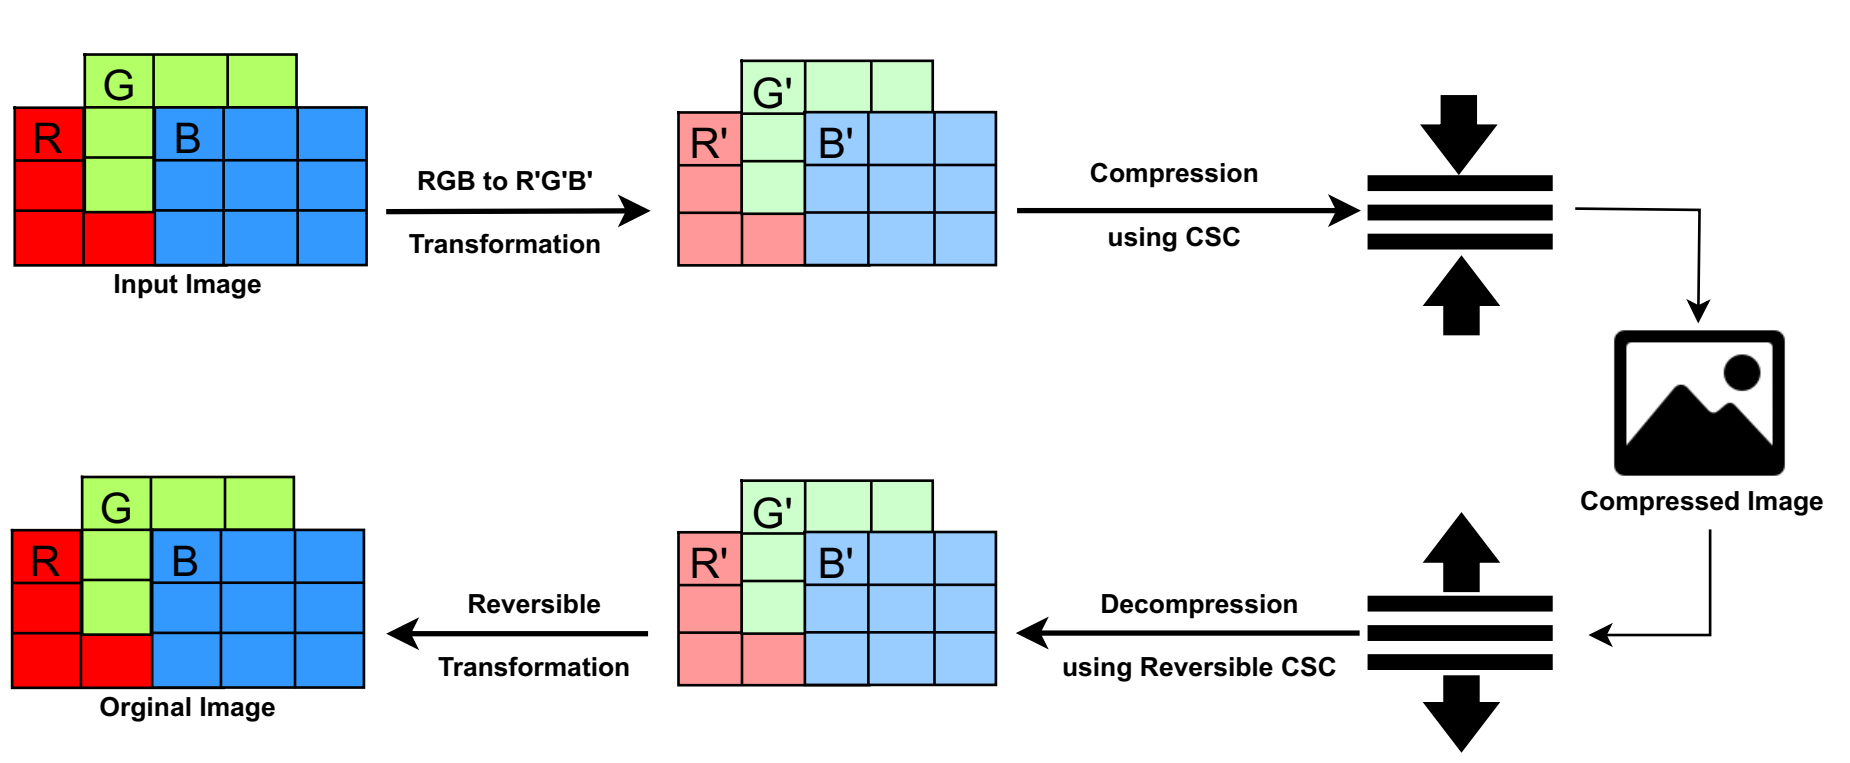 G
R
B
Input Image
RGB to R'G'B'
Transformation
G'
R'
B'
Compression
using CSC
Compressed Image
Decompression
using Reversible CSC
G'
R'
B'
Reversible
Transformation
G
R
B
Orginal Image